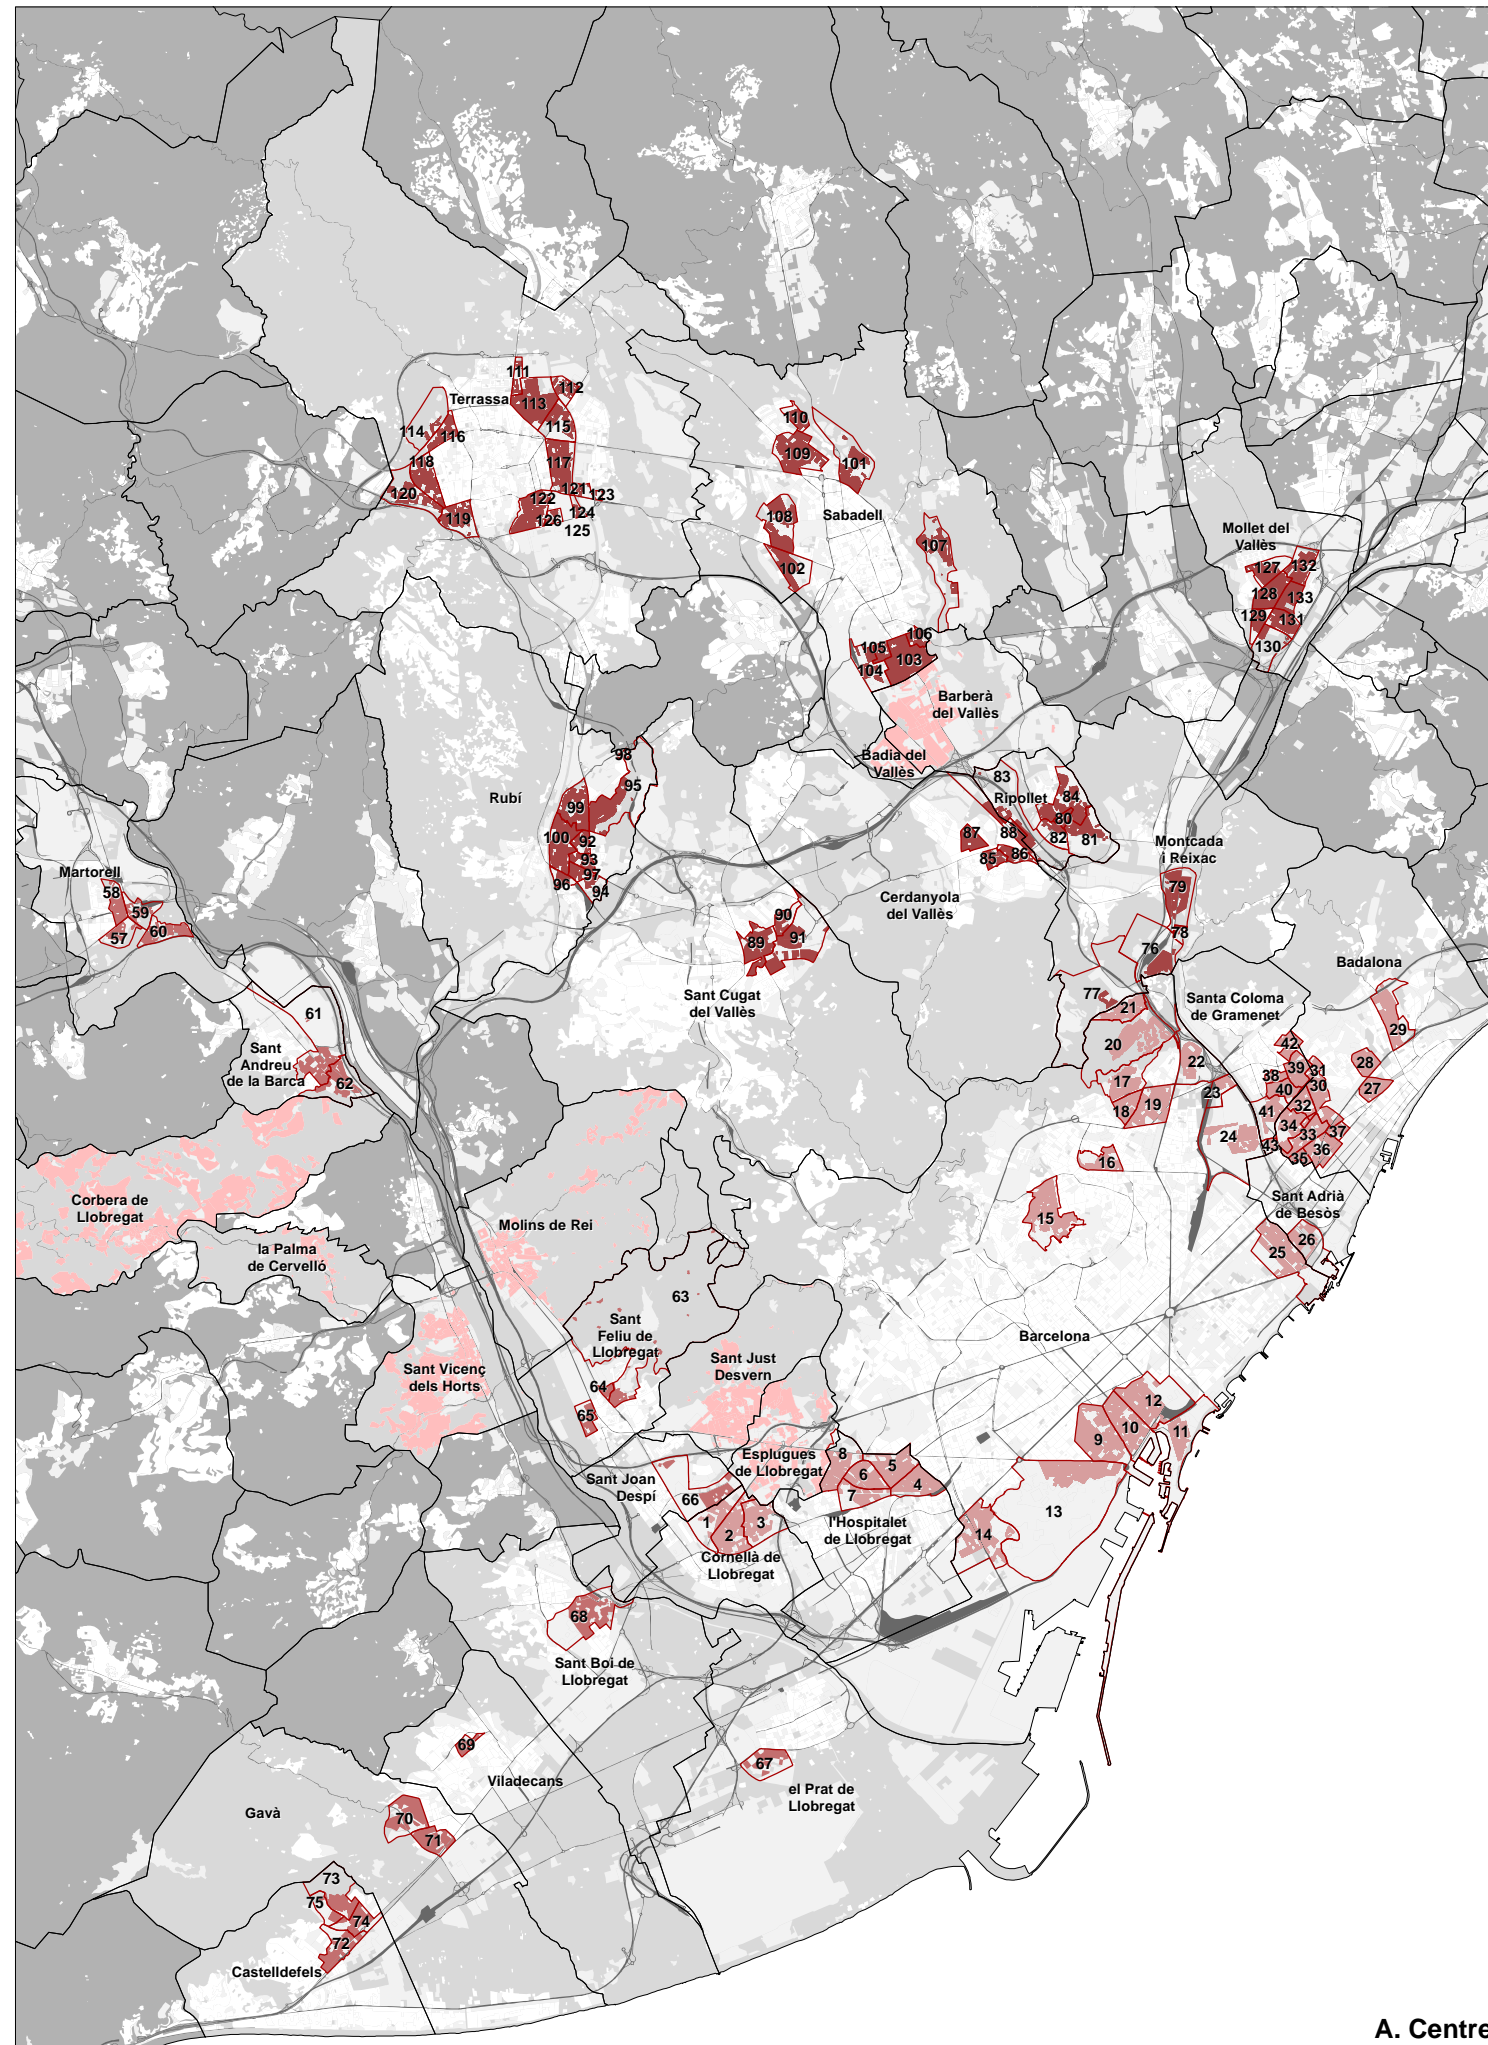 111
112
Terrassa
113
110
114
116
115
109
118
117
101
120
121
123
122
108
119
124
126
Sabadell
125
107
Mollet del
Vallès
102
127
132
128
133
129
131
106
105
130
103
104
Barberà
del Vallès
98
Badia del
Vallès
83
95
84
Rubí
99
Ripollet
80
100
87
88
82
81
92
Montcada
i Reixac
93
85
86
Martorell
97
58
96
94
79
Cerdanyola
del Vallès
59
90
57
60
89
91
78
76
Badalona
77
Sant Cugat
del Vallès
21
Santa Coloma
de Gramenet
61
29
20
42
Sant
Andreu
de la Barca
22
28
62
39
31
38
17
30
27
40
23
32
18
19
41
34
33
37
24
43
36
35
16
Corbera de
Llobregat
Sant Adrià
de Besòs
15
Molins de Rei
26
la Palma
de Cervelló
25
63
Sant
Feliu de
Llobregat
Barcelona
Sant Just
Desvern
Sant Vicenç
dels Horts
64
12
65
10
11
9
8
Esplugues
de Llobregat
5
6
Sant Joan
Despí
4
66
7
13
1
2
3
l'Hospitalet
de Llobregat
14
Cornellà de
Llobregat
68
Sant Boi de
Llobregat
69
67
Viladecans
el Prat de
Llobregat
Gavà
70
71
73
75
74
72
Castelldefels
A. Centre